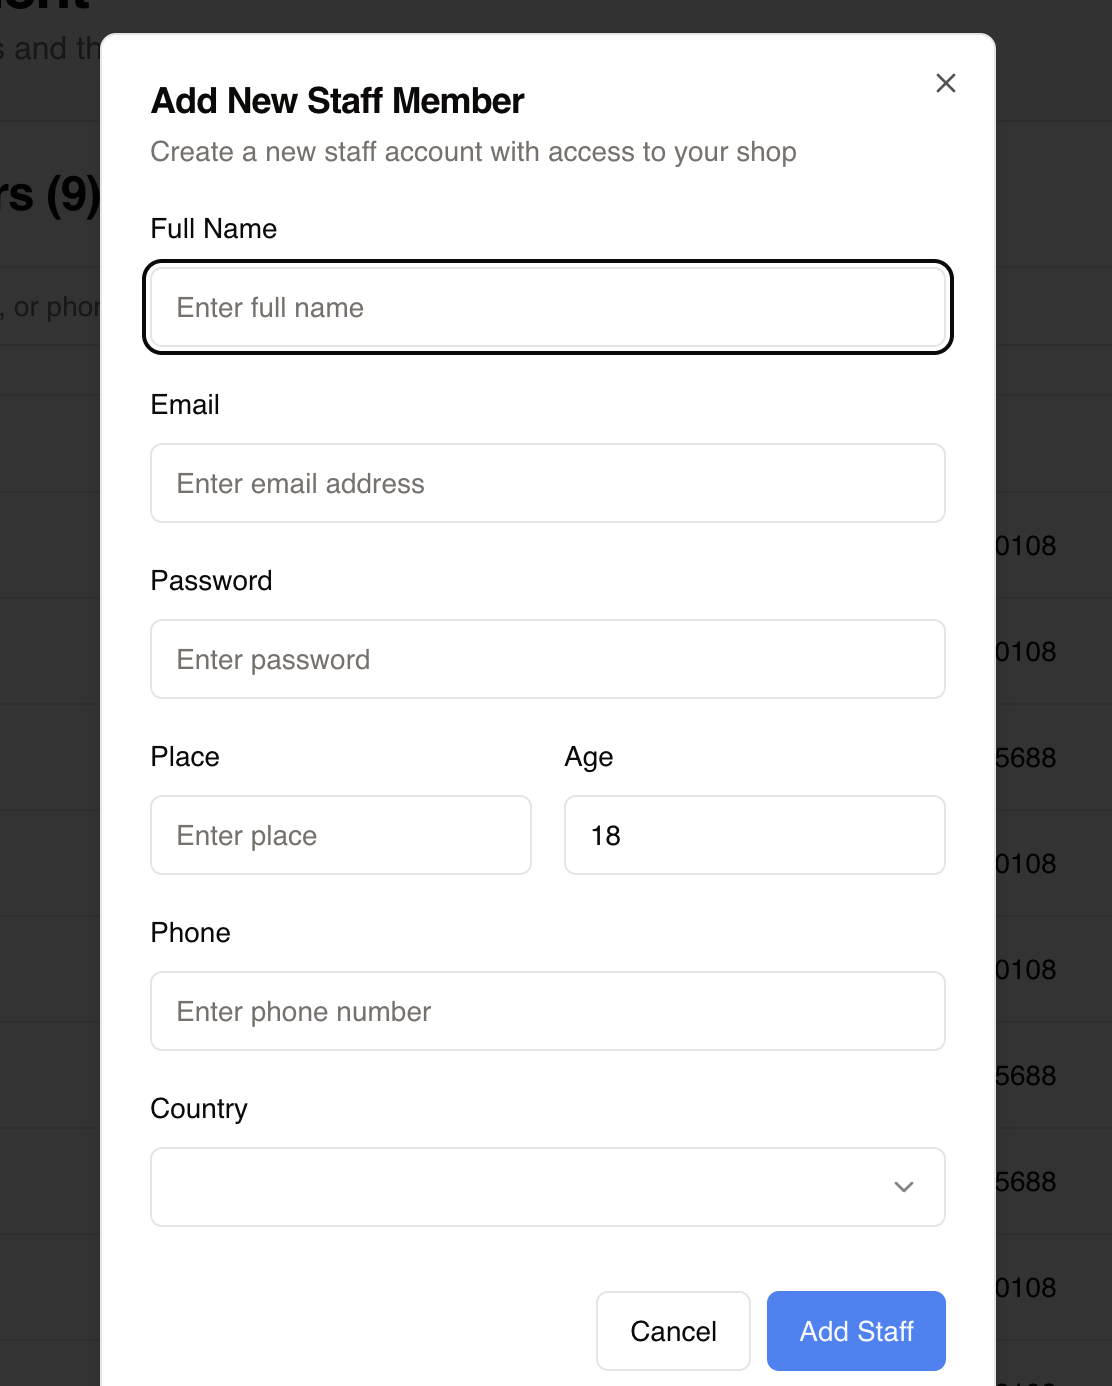 s and th
Add New Staff Member
Create a new staff account with access to your shop
rs (9)
Full Name
Enter full name
, or phor
Email
Enter email address
0108
Password
Enter password
0108
Place
Age
5688
Enter place
18
0108
Phone
0108
Enter phone number
5688
Country
5688
0108
Cancel
Add Staff